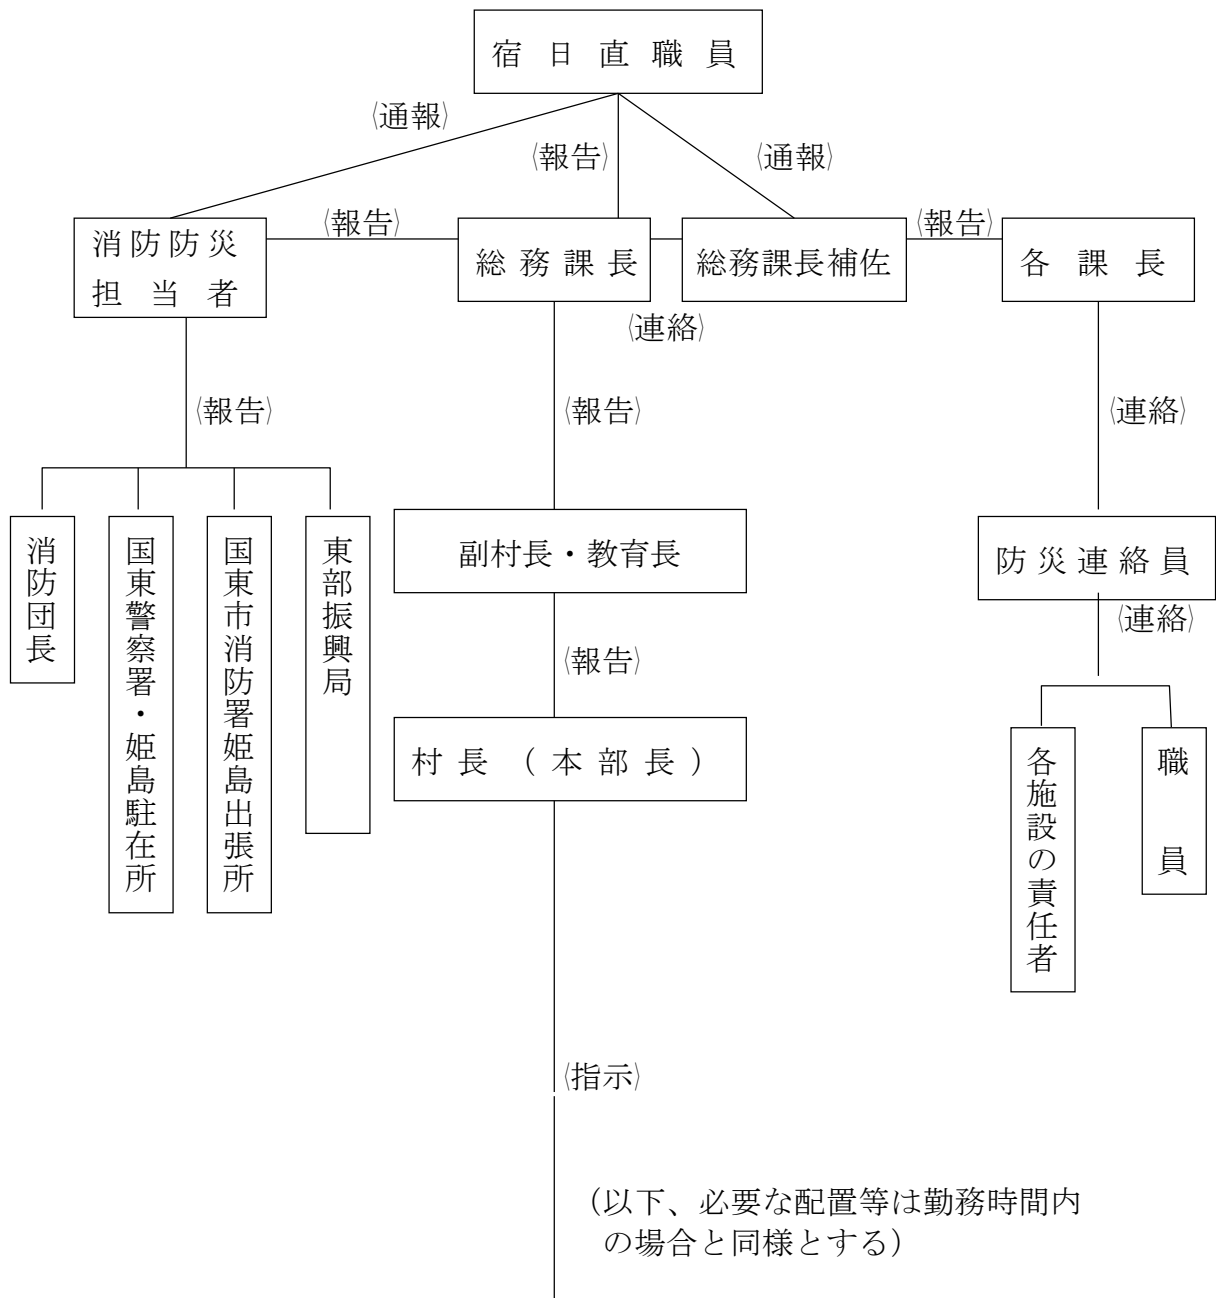 宿日直職員
〈通報〉
〈報告〉
〈通報〉
消防防災
担当者
〈報告〉
総務課長
総務課長補佐
〈報告〉
各課長
〈連絡〉
〈報告〉
〈報告〉
〈連絡〉
消防団長
国東警察署・姫島駐在所
国東市消防署姫島出張所
東部振興局
副村長・教育長
防災連絡員
〈連絡〉
〈報告〉
村長（本部長）
各施設の責任者
職員
〈指示〉
（以下、必要な配置等は勤務時間内
の場合と同様とする）